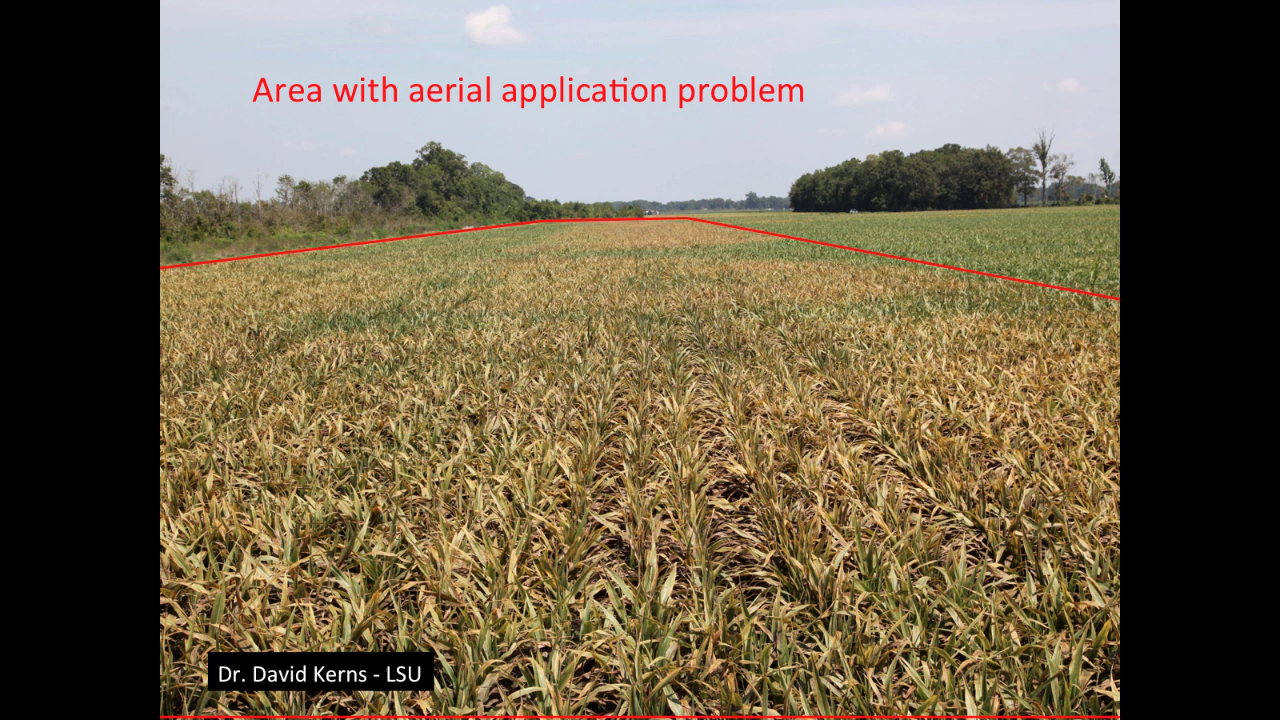 Area with aerial application problem
Dr. David Kerns - LSU